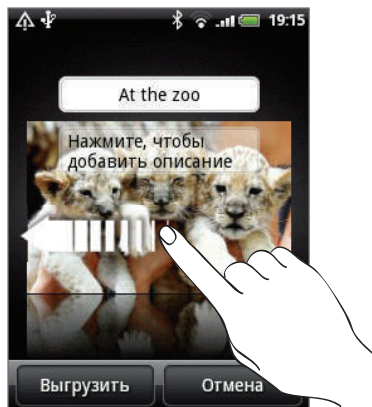 19:15
At the zoo
Нажмите, чтобы
добавить описание
Выгрузить Отмена